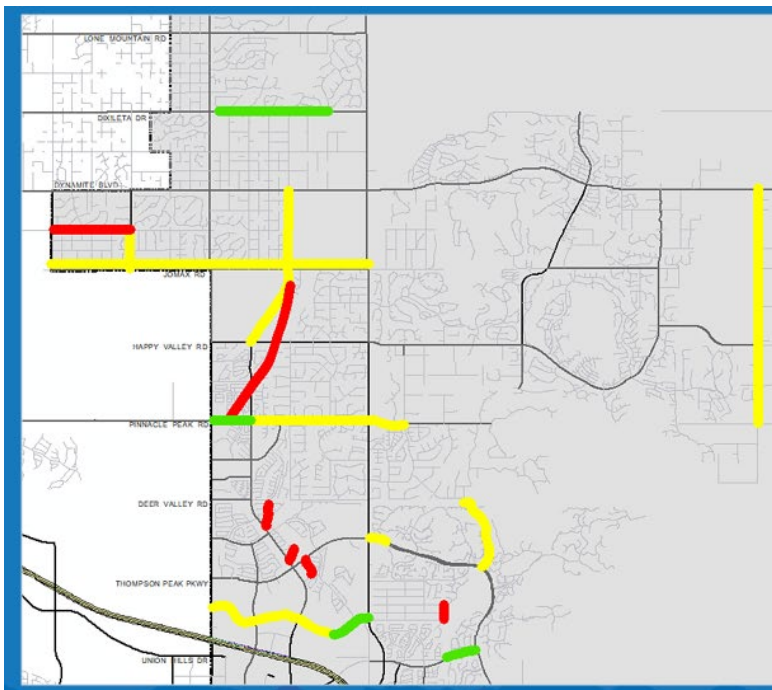 LONE MOUNTAIN RD
DIXILETA DR
DYNAMITE BLVD
JOMAX RD
HAPPY VALLEY RD
PINNACLE PEAK RD
DEER VALLEY RD
THOMPSON PEAK PKWY
UNION HILLS DR